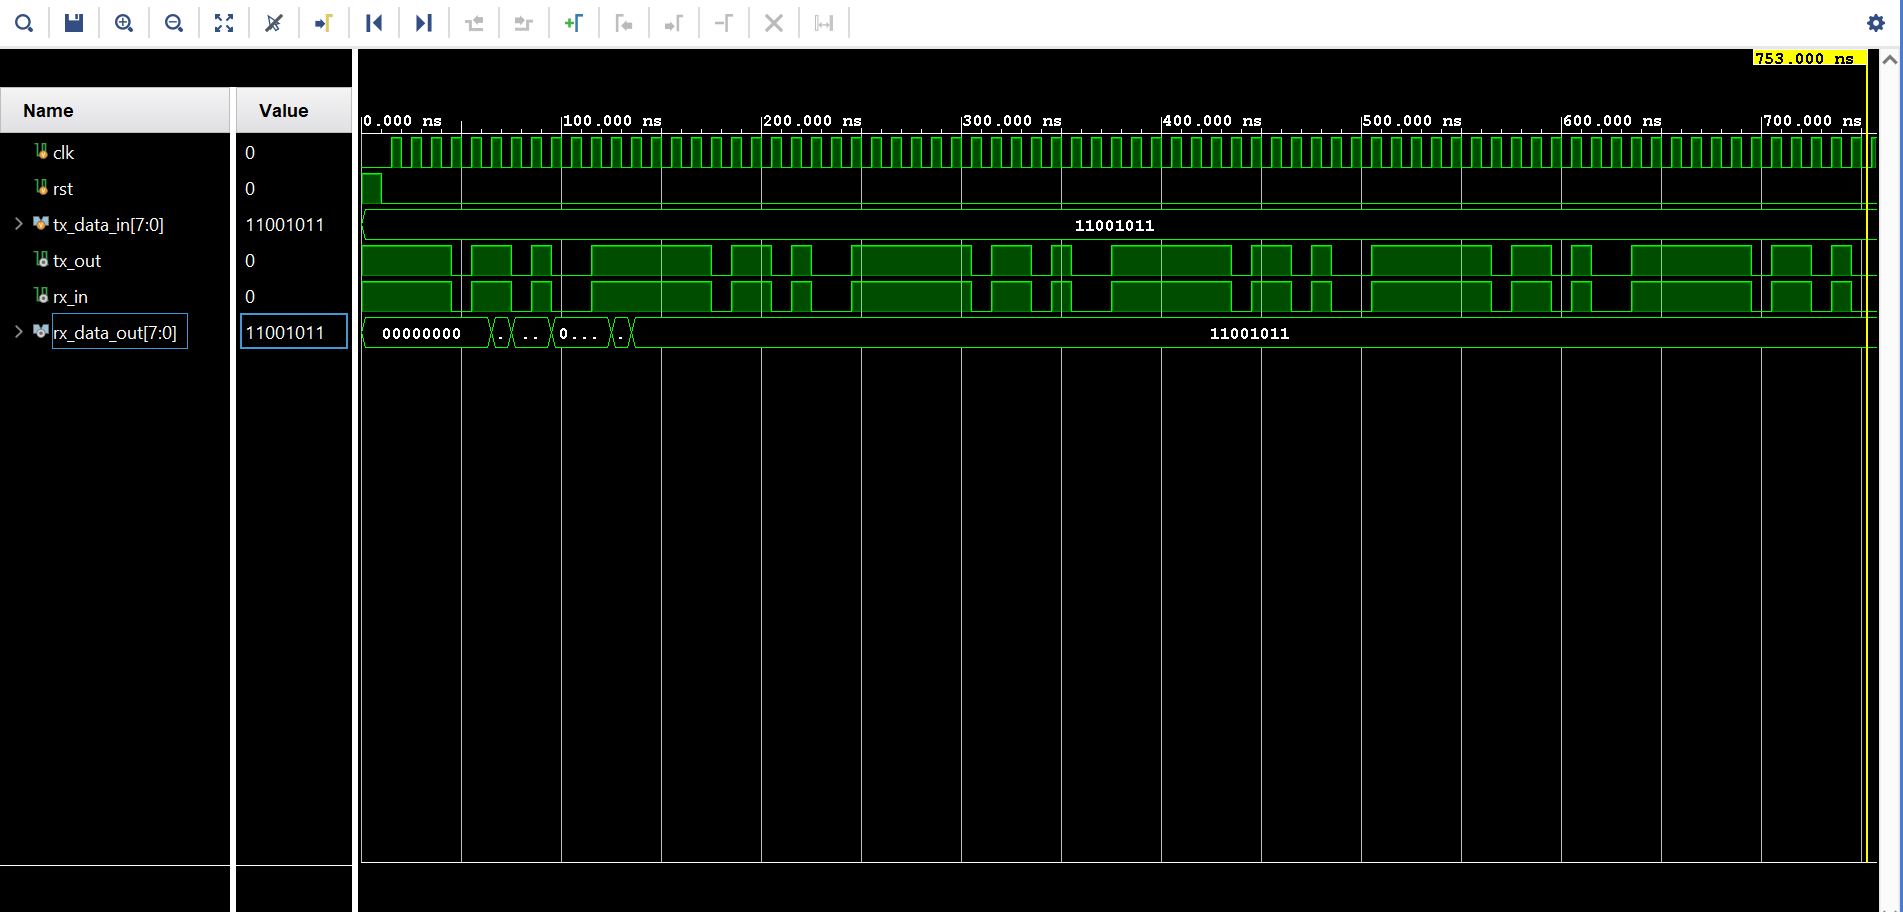 753.000 ns
Name Value
0.000 ns 100.000 ns 200.000 ns 300.000 ns 400.000 ns 500.000 ns 600.000 ns 700.000 ns
clk 0
rst 0
tx_data_in[7:0] 11001011 11001011
tx_out 0
rx_in 0
rx_data_out[7:0] 11001011 00000000 . .. 0... . 11001011